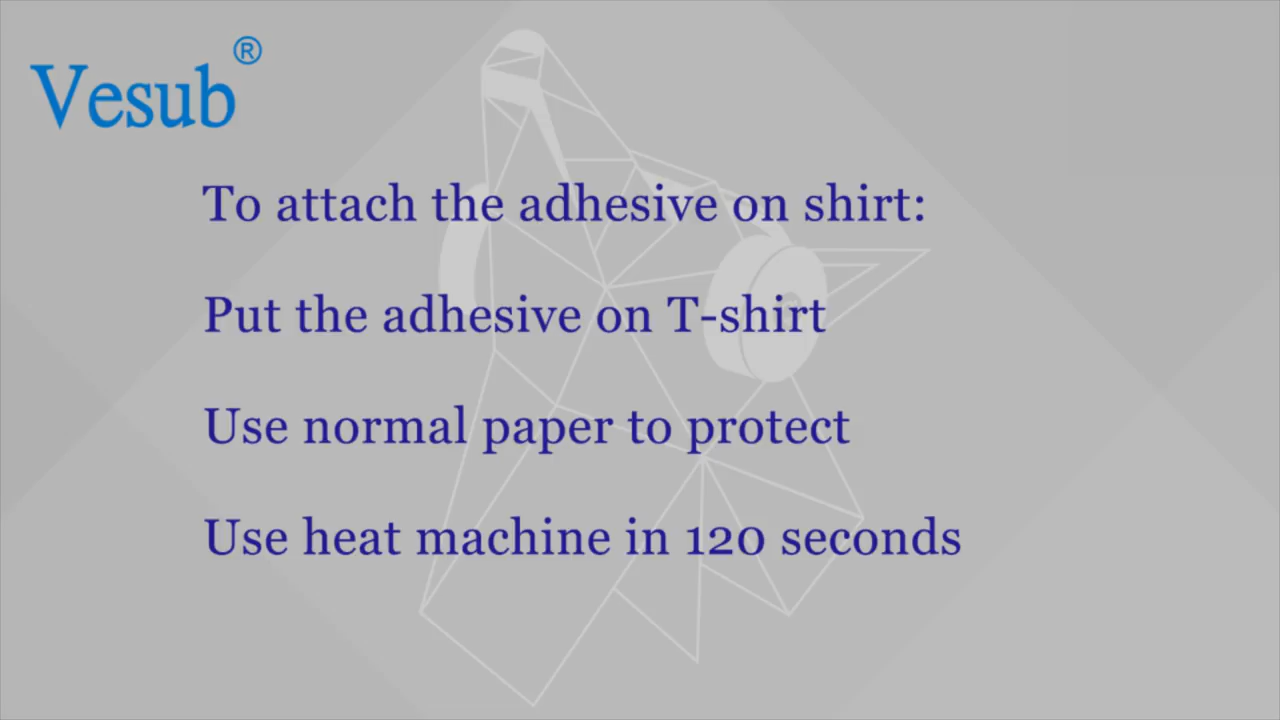 Vesub®
To attach the adhesive on shirt:
Put the adhesive on T-shirt
Use normal paper to protect
Use heat machine in 120 seconds